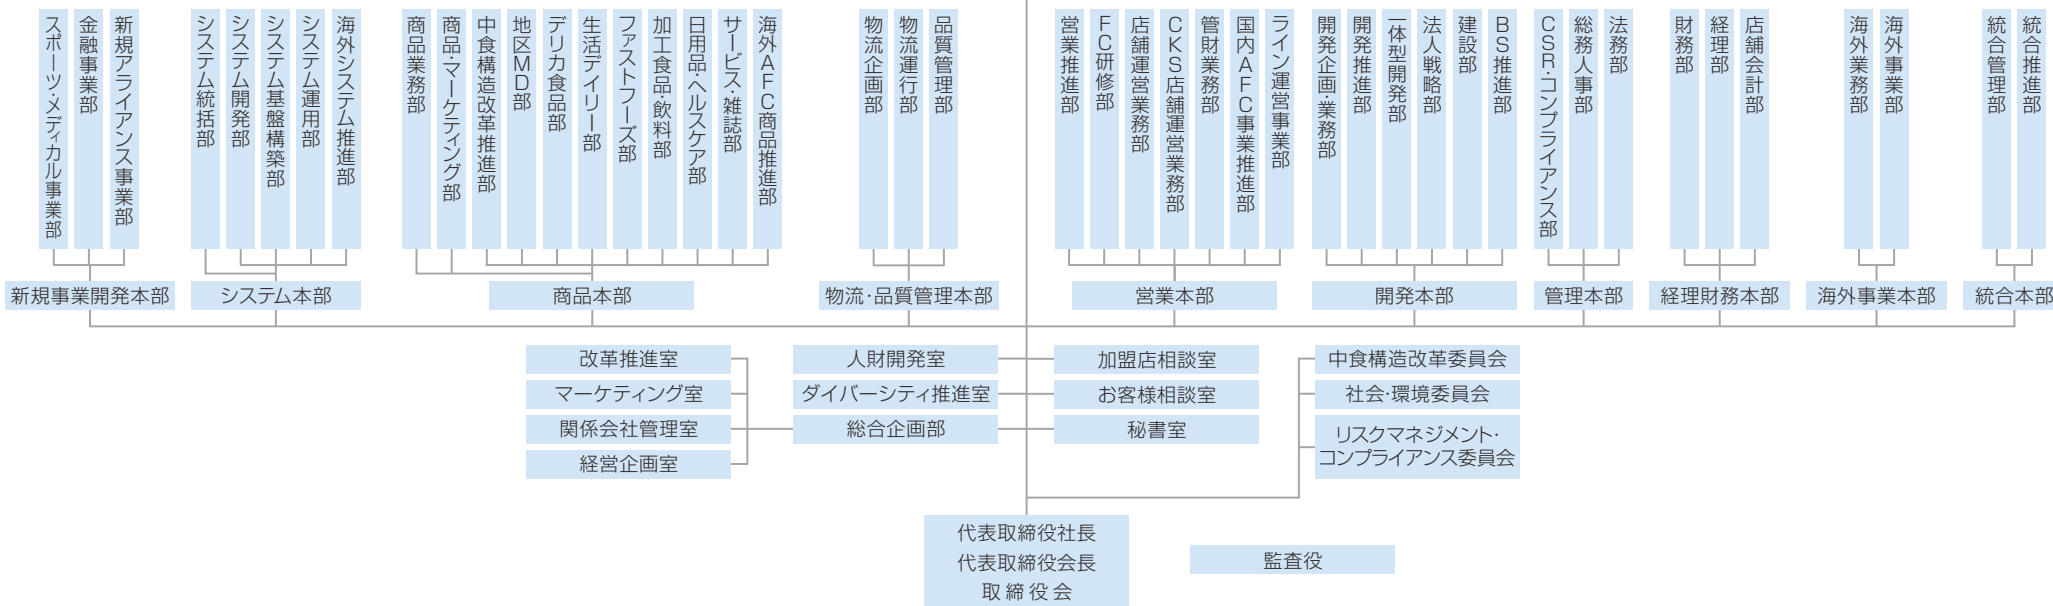 スポーツ・メディカル事業部
金融事業部
新規アライアンス事業部
システム統括部
システム開発部
システム基盤構築部
システム運用部
海外システム推進部
商品業務部
商品・マーケティング部
中食構造改革推進部
地区MD部
デリカ食品部
生活デイリー部
ファストフーズ部
加工食品・飲料部
日用品・ヘルスケア部
サービス・雑誌部
海外AFC商品推進部
物流企画部
物流運行部
品質管理部
営業推進部
FC研修部
店舗運営業務部
CKS店舗運営業務部
管財業務部
国内AFC事業推進部
ライン運営事業部
開発企画・業務部
開発推進部
一体型開発部
法人戦略部
建設部
BS推進部
CSR・コンプライアンス部
総務人事部
法務部
財務部
経理部
店舗会計部
海外業務部
海外事業部
統合管理部
統合推進部
新規事業開発本部
システム本部
商品本部
物流・品質管理本部
営業本部
開発本部
管理本部
経理財務本部
海外事業本部
統合本部
改革推進室
人財開発室
加盟店相談室
中食構造改革委員会
マーケティング室
ダイバーシティ推進室
お客様相談室
社会・環境委員会
関係会社管理室
総合企画部
秘書室
リスクマネジメント・
コンプライアンス委員会
経営企画室
代表取締役社長
代表取締役会長
取締役会
監査役